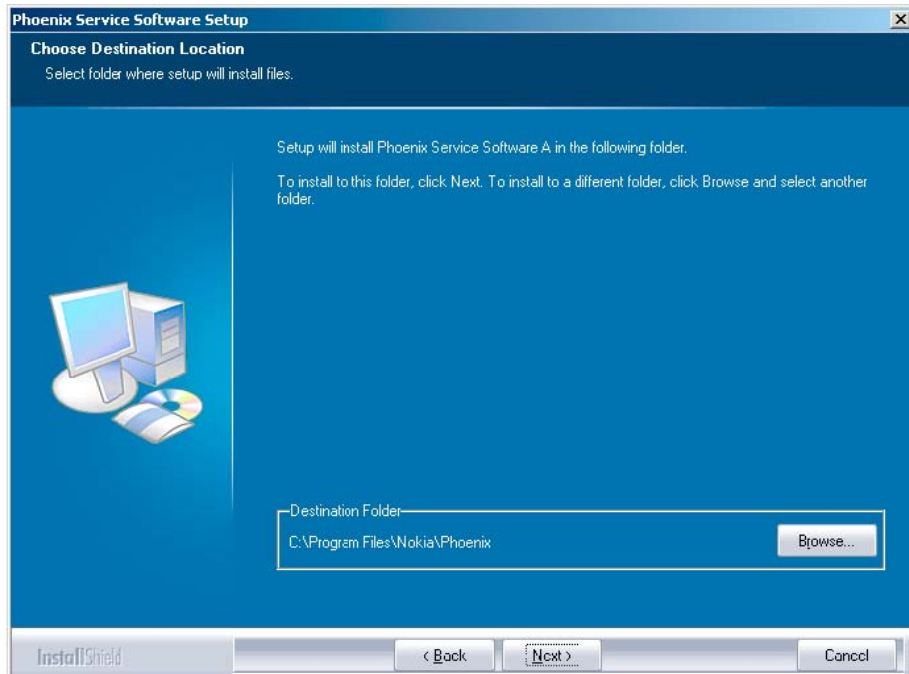 Phoenix Service Software Setup
Choose Destination Location
Select folder where setup will install files.
Setup will install Phoenix Service Software A in the following folder.
To install to this folder, click Next. To install to a different folder, click Browse and select another
folder.
Destination Folder
C:\Program Files\Nokia\Phoenix
Browse...
InstallShield
< Back
Next >
Cancel